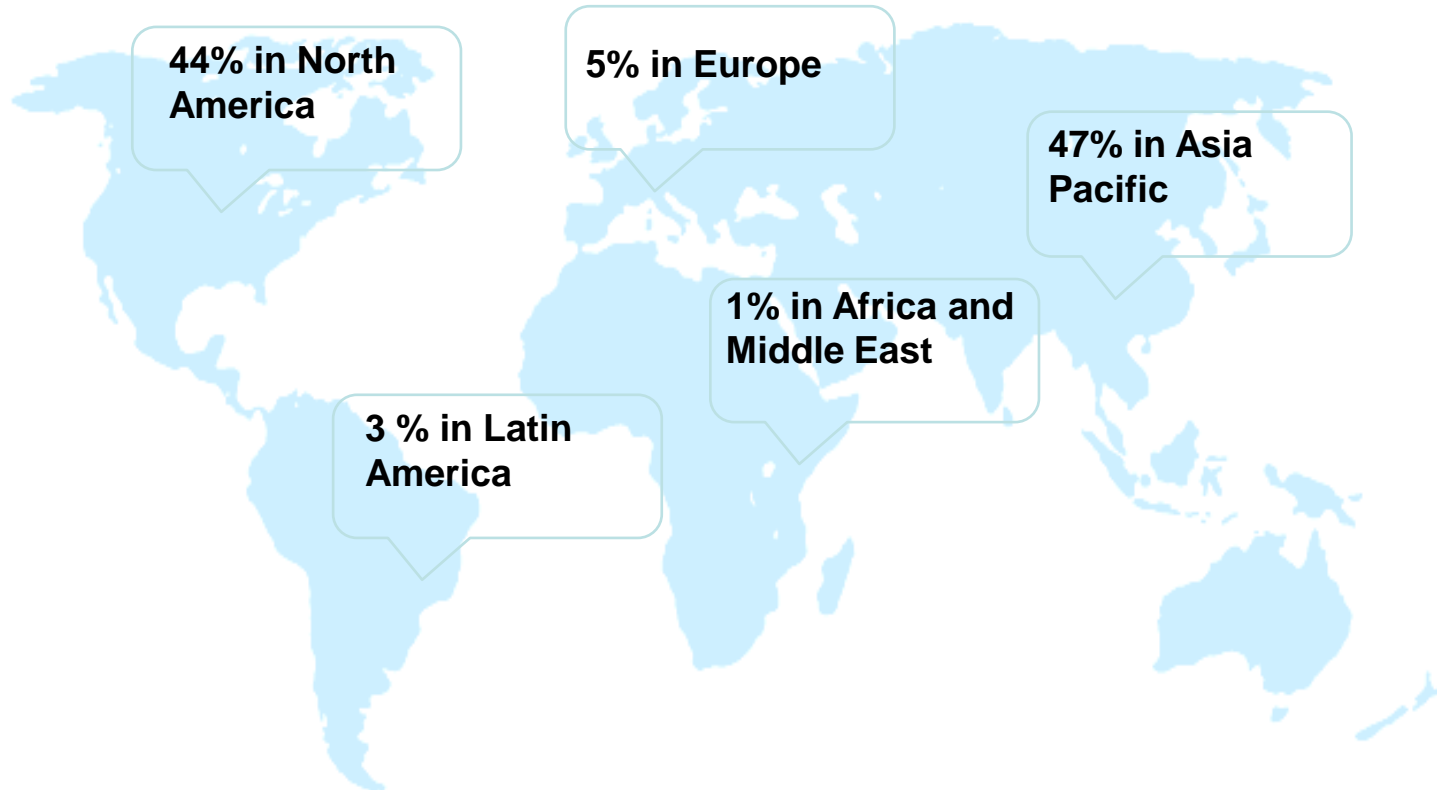 44% in North
America
5% in Europe
47% in Asia
Pacific
1% in Africa and
Middle East
3 % in Latin
America